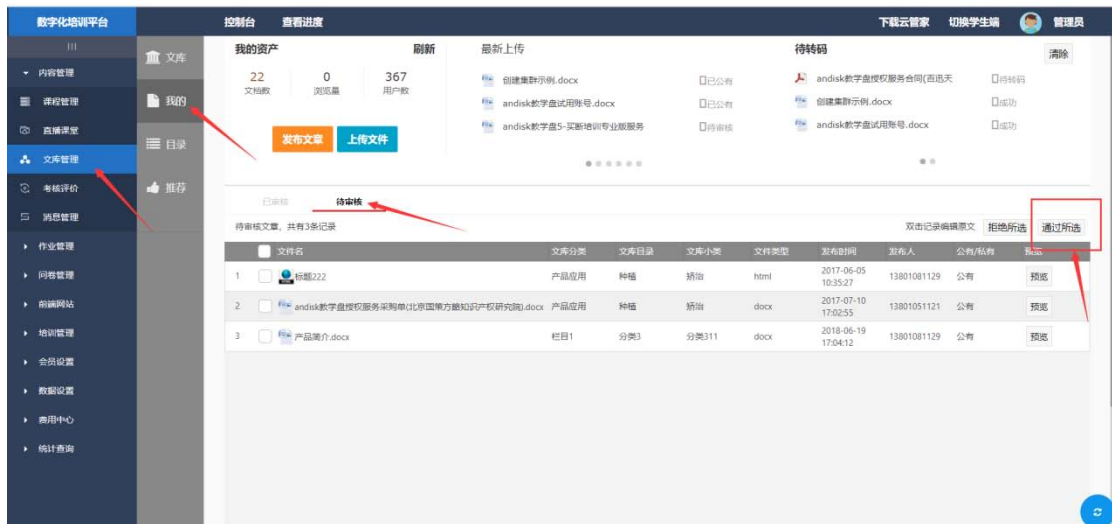 数字化培训平台 控制台 查看进度 下载云管家 切换学生端 管理员
内容管理
课程管理
直播课堂
文库管理
考核评价
消息管理
作业管理
问卷管理
前端网站
培训管理
会员设置
数据设置
费用中心
统计查询
文库
我的
目录
推荐
我的资产 刷新
22 0 367
文档数 浏览量 用户数
发布文章 上传文件
最新上传
创建集群示例.docx 已公有
andisk教学盘试用账号.docx 已公有
andisk教学盘5-买断培训专业版服务 待审核
待转码 清除
andisk教学盘授权服务合同(百迅天 待转码
创建集群示例.docx 成功
andisk教学盘试用账号.docx 成功
已审核 待审核
待审核文章，共有3条记录 双击记录编辑原文 拒绝所选 通过所选
文件名 文库分类 文库目录 文库小类 文件类型 发布时间 发布人 公有/私有 预览
1 标题222 产品应用 种植 矫治 html 2017-06-05 10:35:27 13801081129 公有 预览
2 andisk教学盘授权服务采购单(北京国策方略知识产权研究院).docx 产品应用 种植 矫治 docx 2017-07-10 17:02:55 13801051121 公有 预览
3 产品简介.docx 栏目1 分类3 分类311 docx 2018-06-19 17:04:12 13801081129 公有 预览